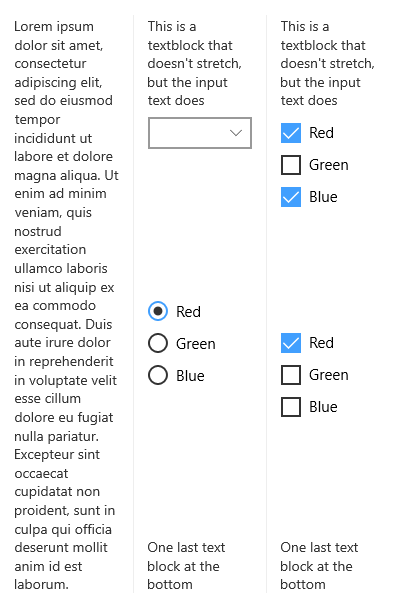 Lorem ipsum
dolor sit amet,
consectetur
adipiscing elit,
sed do eiusmod
tempor
incididunt ut
labore et dolore
magna aliqua. Ut
enim ad minim
veniam, quis
nostrud
exercitation
ullamco laboris
nisi ut aliquip ex
ea commodo
consequat. Duis
aute irure dolor
in reprehenderit
in voluptate velit
esse cillum
dolore eu fugiat
nulla pariatur.
Excepteur sint
occaecat
cupidatat non
proident, sunt in
culpa qui officia
deserunt mollit
anim id est
laborum.
This is a
textblock that
doesn't stretch,
but the input
text does
Red
Green
Blue
One last text
block at the
bottom
This is a
textblock that
doesn't stretch,
but the input
text does
Red
Green
Blue
Red
Green
Blue
One last text
block at the
bottom